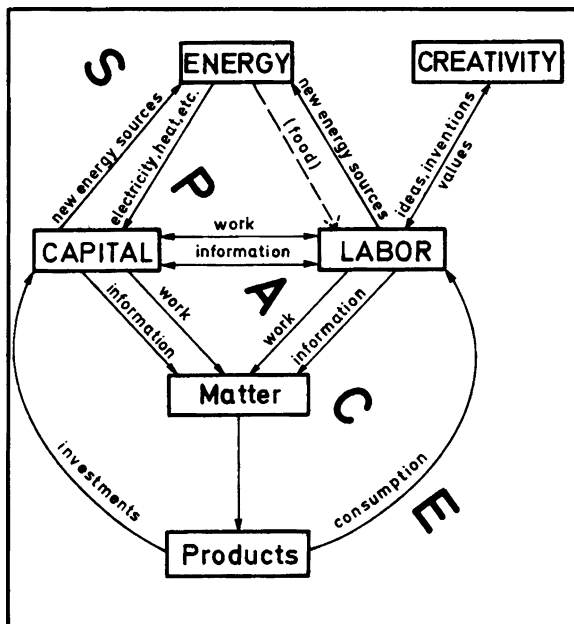 S
ENERGY
CREATIVITY
new energy sources
electricity, heat, etc.
(food)
new energy sources
ideas, inventions
values
P
CAPITAL
work
information
LABOR
A
information
work
work
information
Matter
C
investments
consumption
E
Products